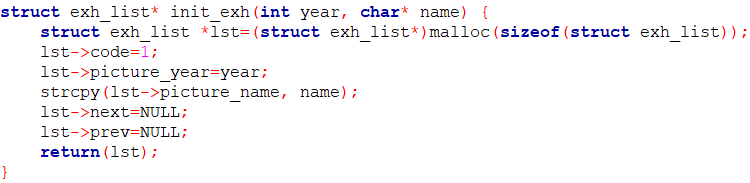 struct exh_list* init_exh(int year, char* name) {
    struct exh_list *lst=(struct exh_list*)malloc(sizeof(struct exh_list));
    lst->code=1;
    lst->picture_year=year;
    strcpy(lst->picture_name, name);
    lst->next=NULL;
    lst->prev=NULL;
    return(lst);
}